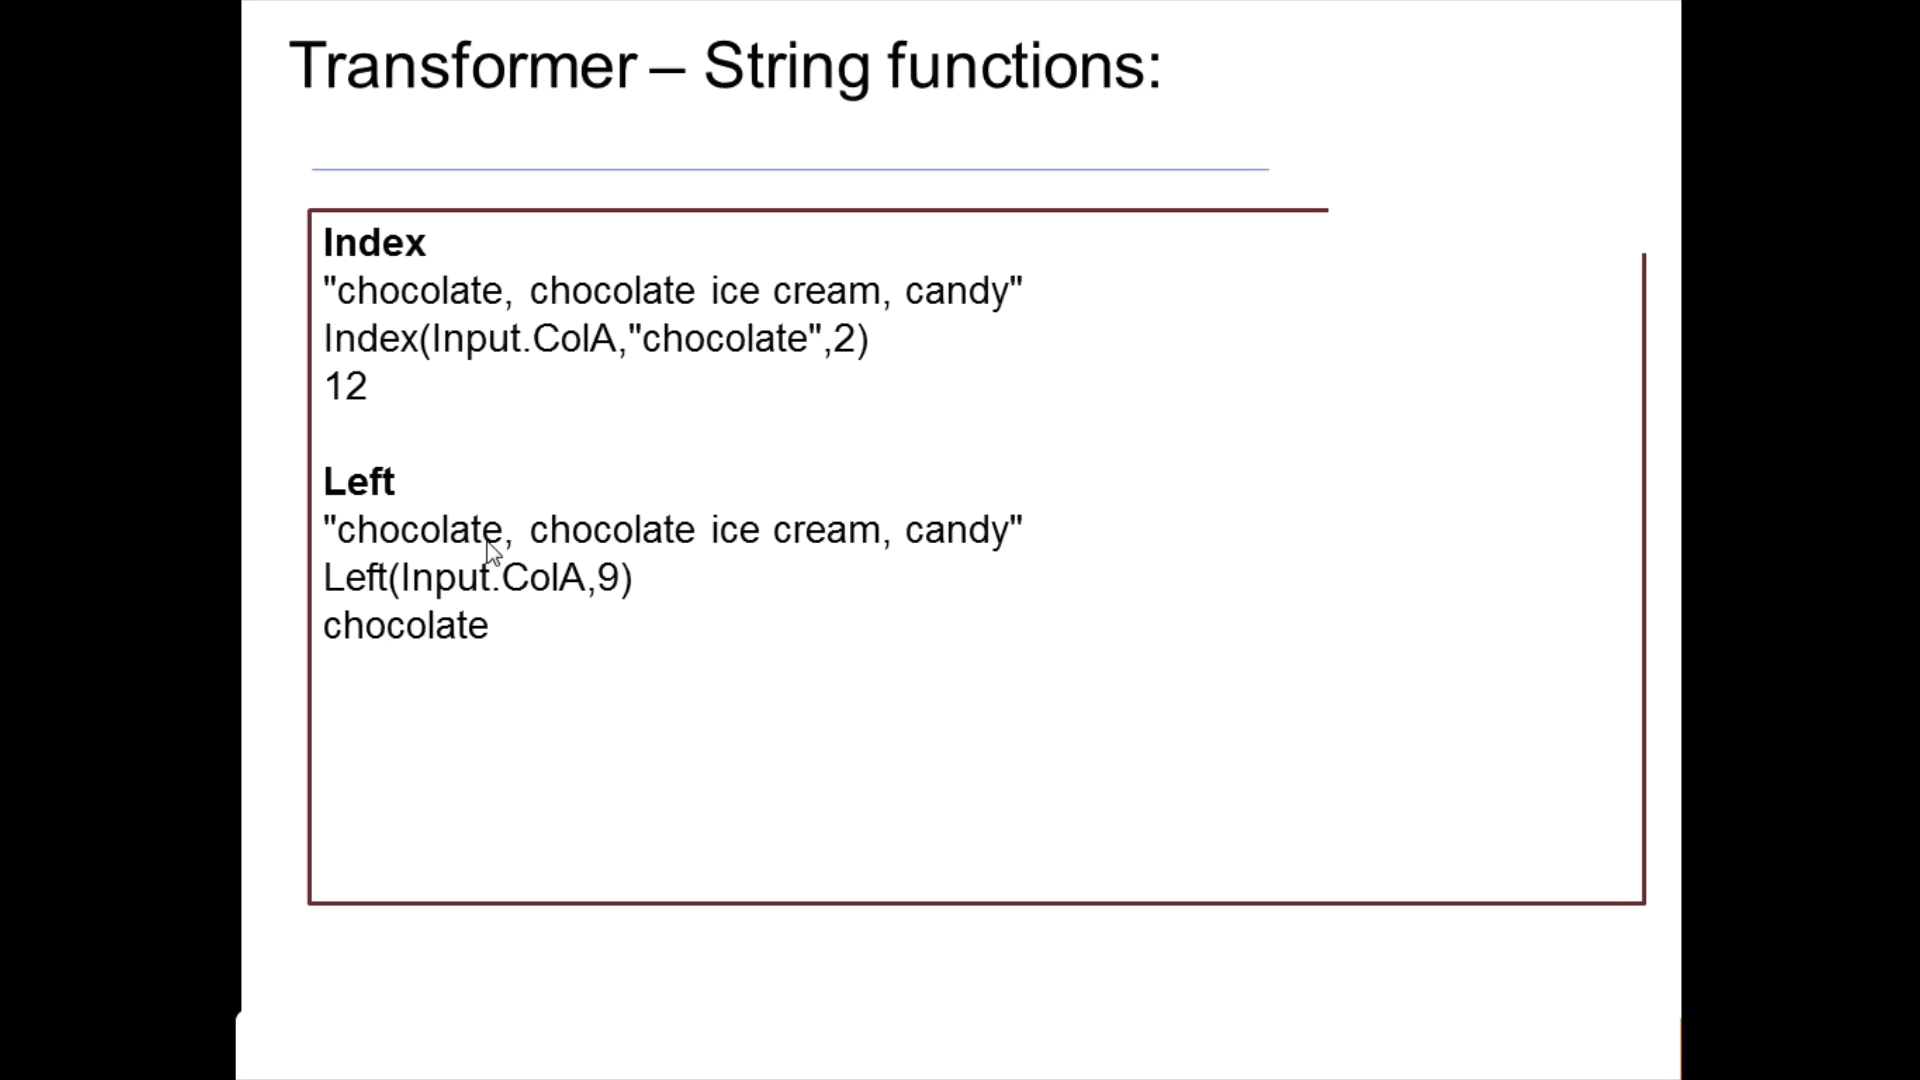 Transformer – String functions:
Index
"chocolate, chocolate ice cream, candy"
Index(Input.ColA,"chocolate",2)
12
Left
"chocolate, chocolate ice cream, candy"
Left(Input.ColA,9)
chocolate